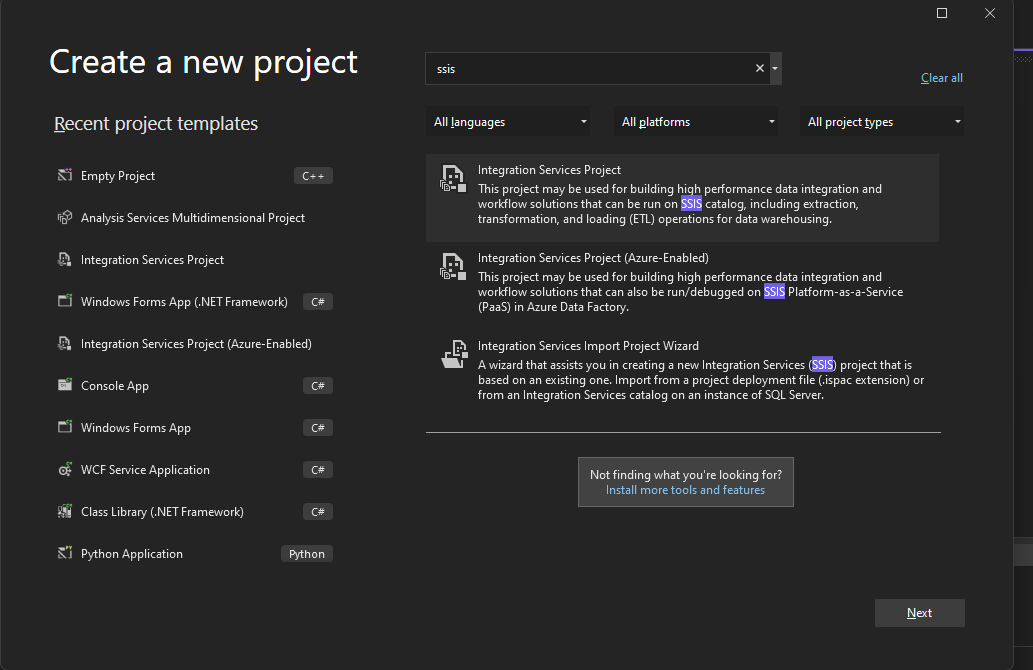 Create a new project
Recent project templates
Empty Project
C++
Analysis Services Multidimensional Project
Integration Services Project
Windows Forms App (.NET Framework)
C#
Integration Services Project (Azure-Enabled)
Console App
C#
Windows Forms App
C#
WCF Service Application
C#
Class Library (.NET Framework)
C#
Python Application
Python
ssis
Clear all
All languages
All platforms
All project types
Integration Services Project
This project may be used for building high performance data integration and
workflow solutions that can be run on SSIS catalog, including extraction,
transformation, and loading (ETL) operations for data warehousing.
Integration Services Project (Azure-Enabled)
This project may be used for building high performance data integration and
workflow solutions that can also be run/debugged on SSIS Platform-as-a-Service
(PaaS) in Azure Data Factory.
Integration Services Import Project Wizard
A wizard that assists you in creating a new Integration Services (SSIS) project that is
based on an existing one. Import from a project deployment file (.ispac extension) or
from an Integration Services catalog on an instance of SQL Server.
Not finding what you're looking for?
Install more tools and features
Next